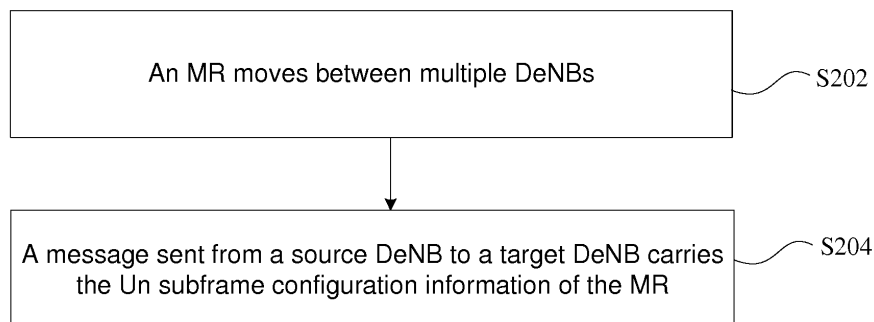 An MR moves between multiple DeNBs
S202
A message sent from a source DeNB to a target DeNB carries
the Un subframe configuration information of the MR
S204